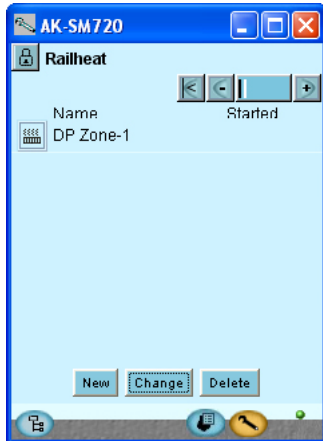 AK-SM720
Railheat
Name Started
DP Zone-1
New Change Delete